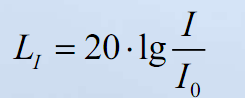 L_I = 20 · lg I / I_0